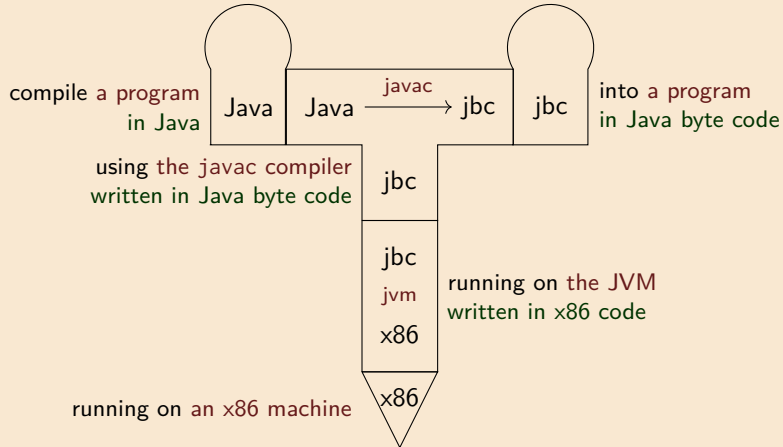 javac
compile a program
in Java
Java
Java
jbc
jbc
into a program
in Java byte code
using the javac compiler
written in Java byte code
jbc
jbc
jvm
x86
running on the JVM
written in x86 code
running on an x86 machine
x86